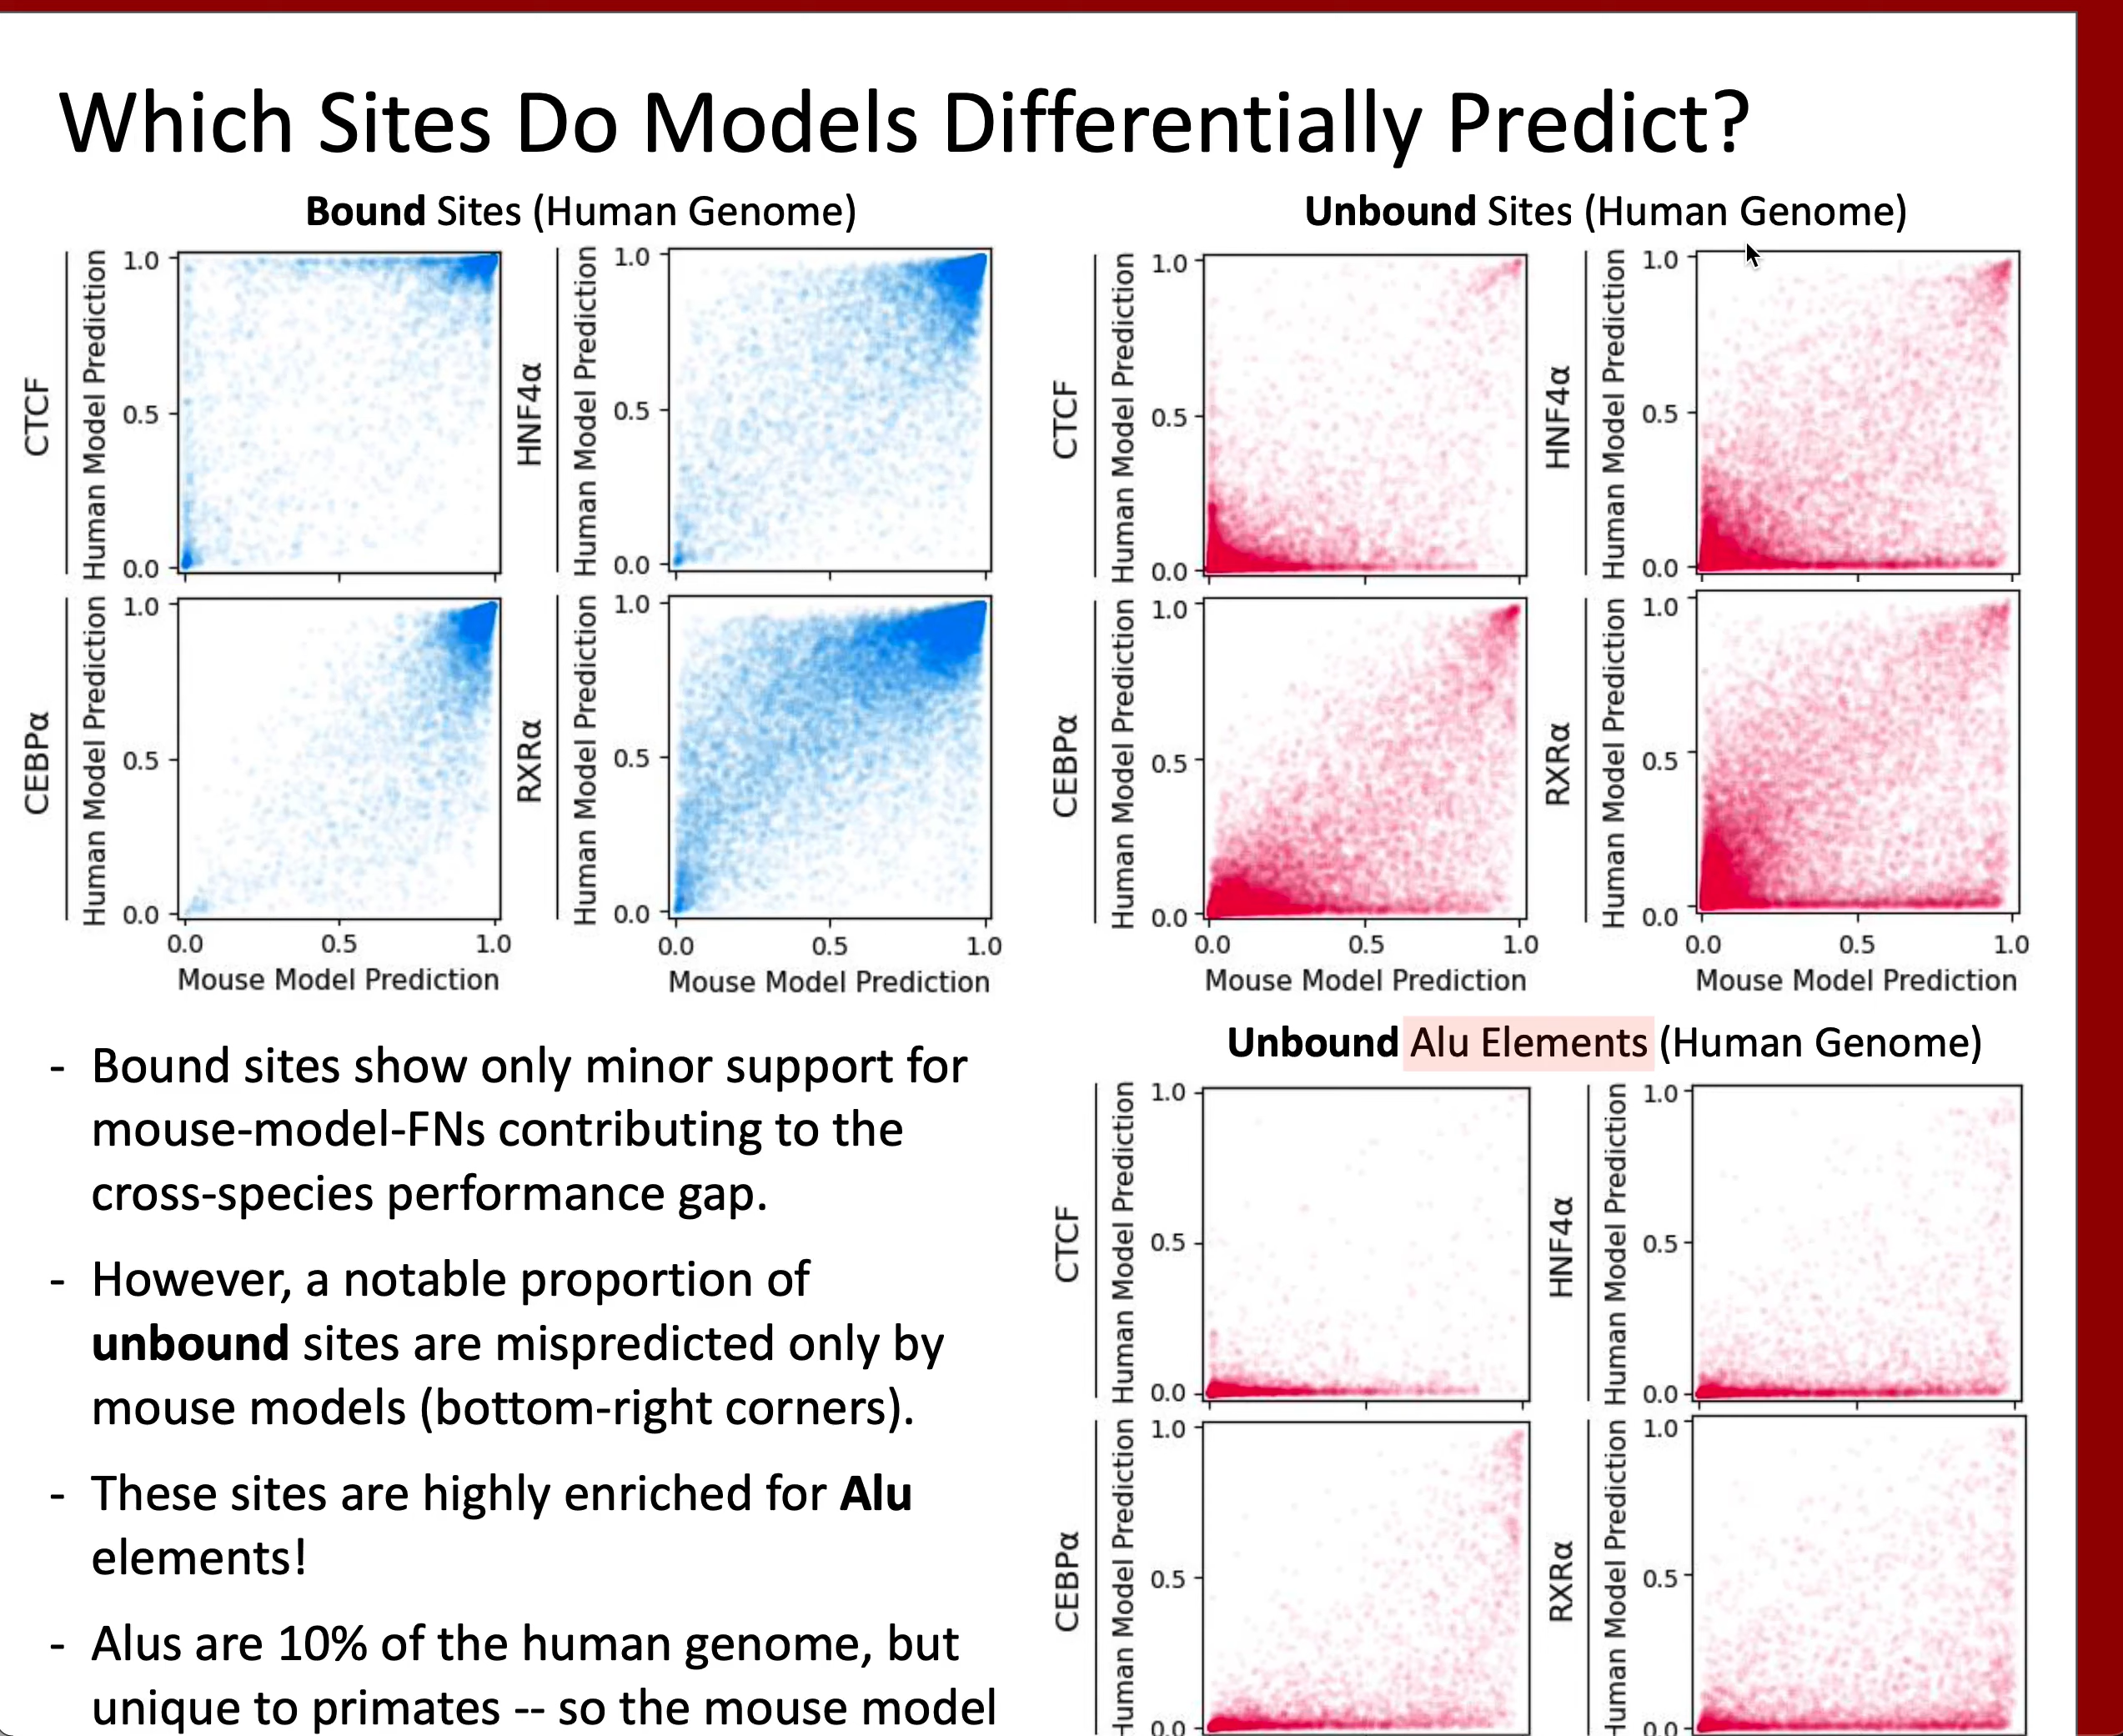 Which Sites Do Models Differentially Predict?
Bound Sites (Human Genome)
CTCF
Human Model Prediction
1.0
0.5
0.0
HNF4α
Human Model Prediction
1.0
0.5
0.0
CEBPα
Human Model Prediction
1.0
0.5
0.0
0.0 0.5 1.0
Mouse Model Prediction
RXRα
Human Model Prediction
1.0
0.5
0.0
0.0 0.5 1.0
Mouse Model Prediction
Unbound Sites (Human Genome)
CTCF
Human Model Prediction
1.0
0.5
0.0
HNF4α
Human Model Prediction
1.0
0.5
0.0
CEBPα
Human Model Prediction
1.0
0.5
0.0
0.0 0.5 1.0
Mouse Model Prediction
RXRα
Human Model Prediction
1.0
0.5
0.0
0.0 0.5 1.0
Mouse Model Prediction
- Bound sites show only minor support for
mouse-model-FNs contributing to the
cross-species performance gap.
- However, a notable proportion of
unbound sites are mispredicted only by
mouse models (bottom-right corners).
- These sites are highly enriched for Alu
elements!
- Alus are 10% of the human genome, but
unique to primates -- so the mouse model
Unbound Alu Elements (Human Genome)
CTCF
Human Model Prediction
1.0
0.5
0.0
HNF4α
Human Model Prediction
1.0
0.5
0.0
CEBPα
Human Model Prediction
1.0
0.5
0.0
RXRα
Human Model Prediction
1.0
0.5
0.0